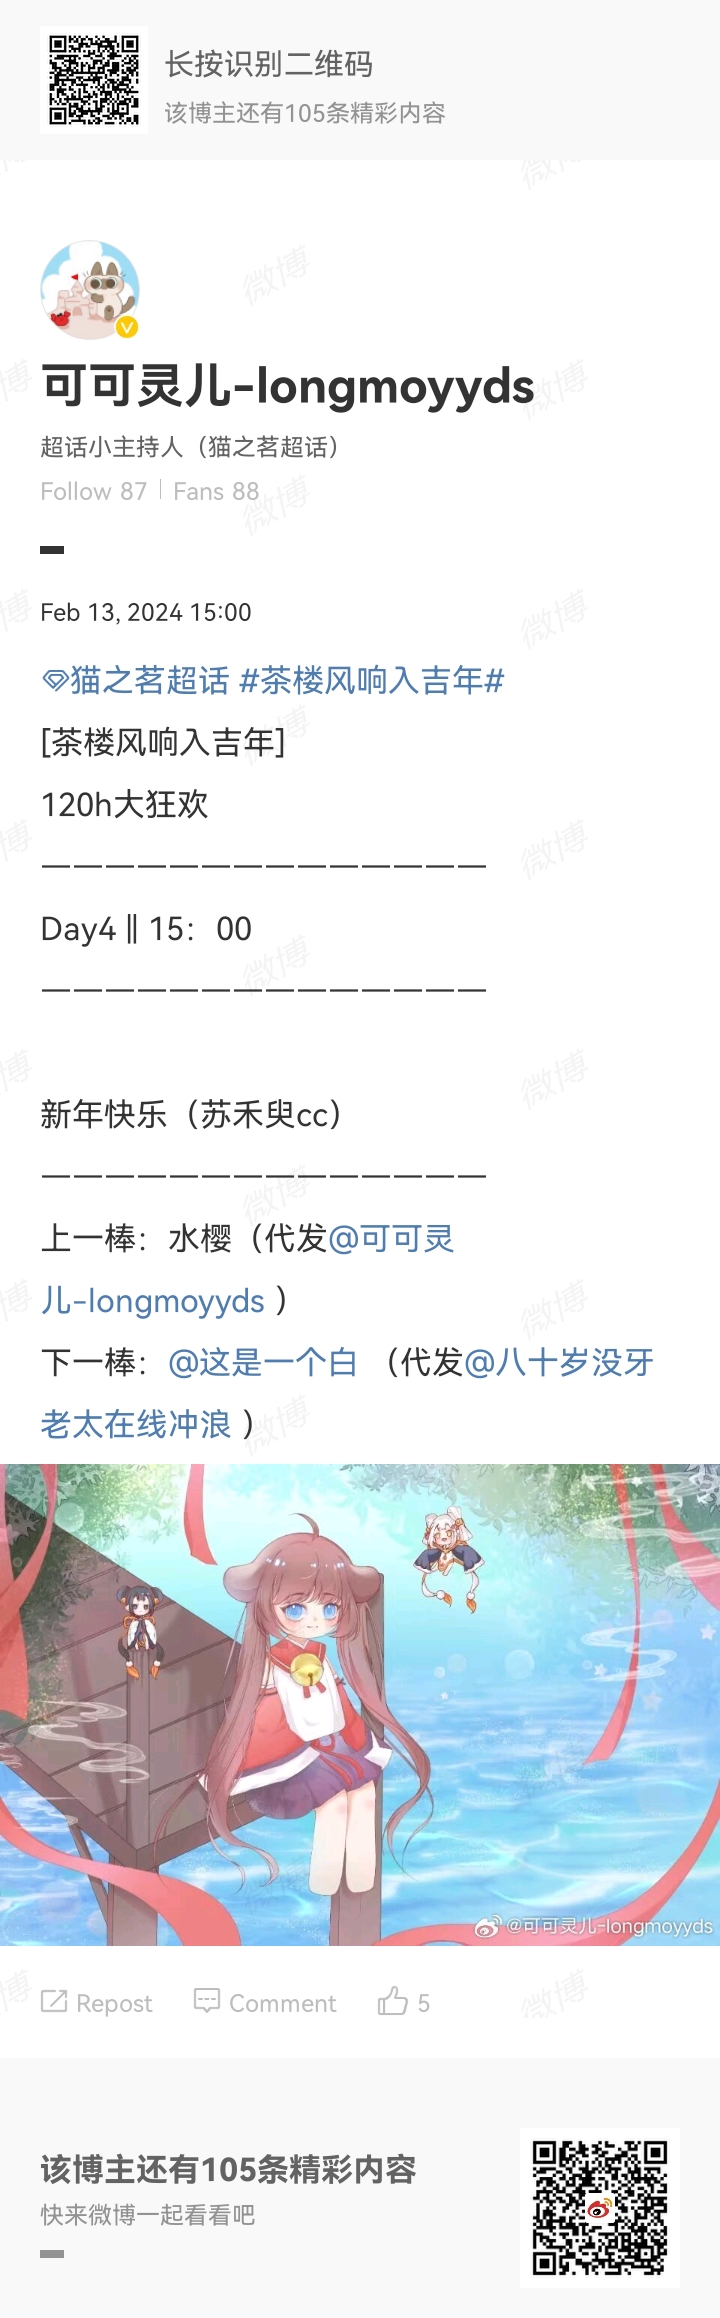 长按识别二维码
该博主还有105条精彩内容
可可灵儿-longmoyyds
超话小主持人（猫之茗超话）
Follow 87 | Fans 88
Feb 13, 2024 15:00
猫之茗超话 #茶楼风响入吉年#
[茶楼风响入吉年]
120h大狂欢
——————————————
Day4 ‖ 15：00
——————————————
新年快乐（苏禾臾cc）
——————————————
上一棒：水樱（代发@可可灵
儿-longmoyyds ）
下一棒：@这是一个白 （代发@八十岁没牙
老太在线冲浪 ）
@可可灵儿-longmoyyds
Repost Comment 5
该博主还有105条精彩内容
快来微博一起看看吧
微博